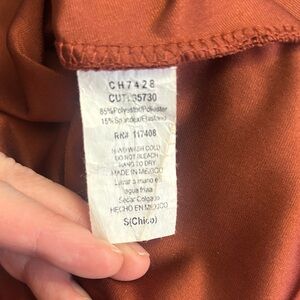 CH7428
CUT:35730
85%Polyester/Poliester
15% Spandex/Elastano
RN# 117408
HAND WASH COLD
DO NOT BLEACH
HANG TO DRY
MADE IN MEXICO
Lavar a mano en
agua fria
Secar Colgado
HECHO EN MEXICO
S(Chico)